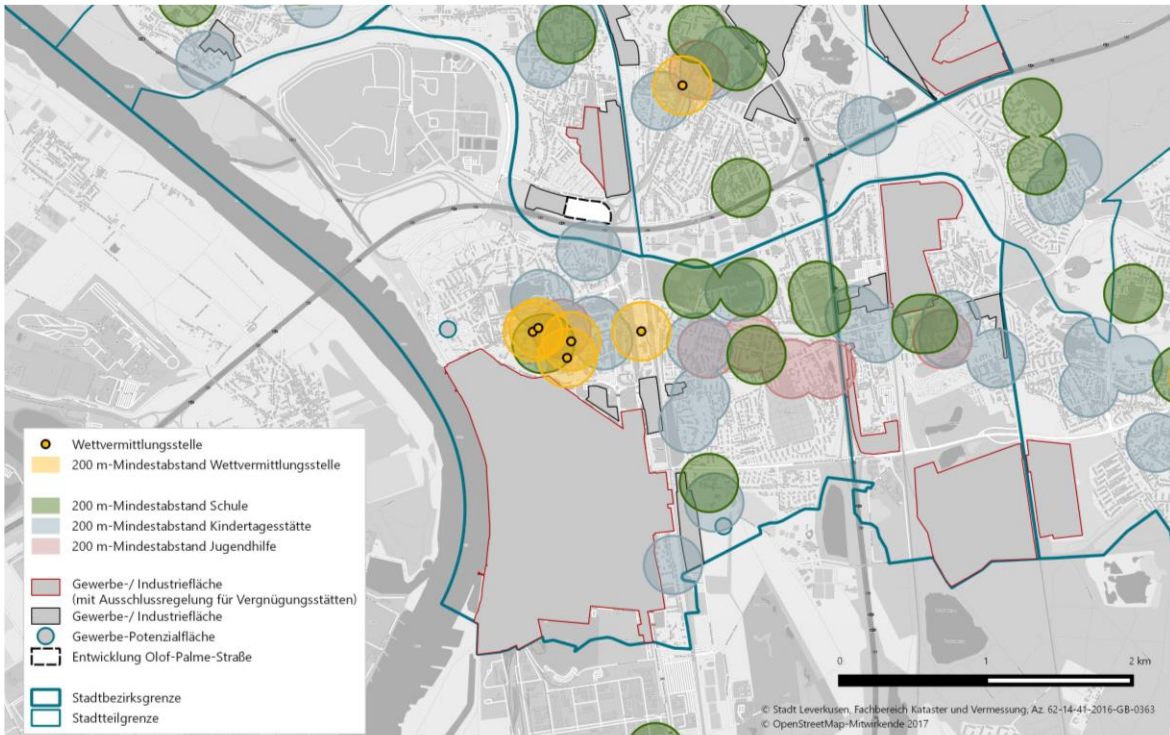 Wettvermittlungsstelle
200 m-Mindestabstand Wettvermittlungsstelle
200 m-Mindestabstand Schule
200 m-Mindestabstand Kindertagesstätte
200 m-Mindestabstand Jugendhilfe
Gewerbe-/ Industriefläche
(mit Ausschlussregelung für Vergnügungsstätten)
Gewerbe-/ Industriefläche
Gewerbe-Potenzialfläche
Entwicklung Olof-Palme-Straße
Stadtbezirksgrenze
Stadtteilgrenze
0 1 2 km
© Stadt Leverkusen, Fachbereich Kataster und Vermessung, Az. 62-14-41-2016-GB-0363
© OpenStreetMap-Mitwirkende 2017